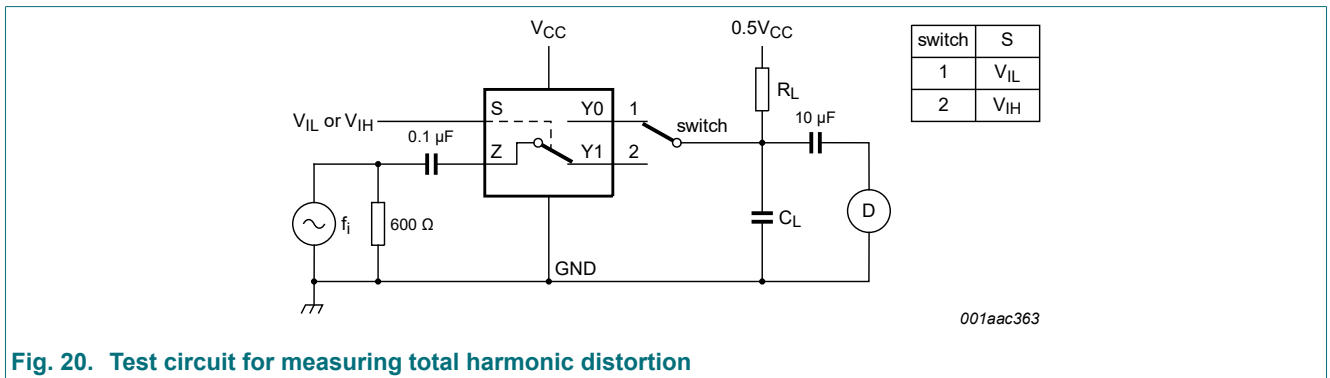 V_CC
0.5V_CC
switch S
1 V_IL
2 V_IH
R_L
S Y0 1
V_IL or V_IH
switch
10 µF
0.1 µF
Z Y1 2
f_i
600 Ω
C_L
D
GND
001aac363
Fig. 20. Test circuit for measuring total harmonic distortion